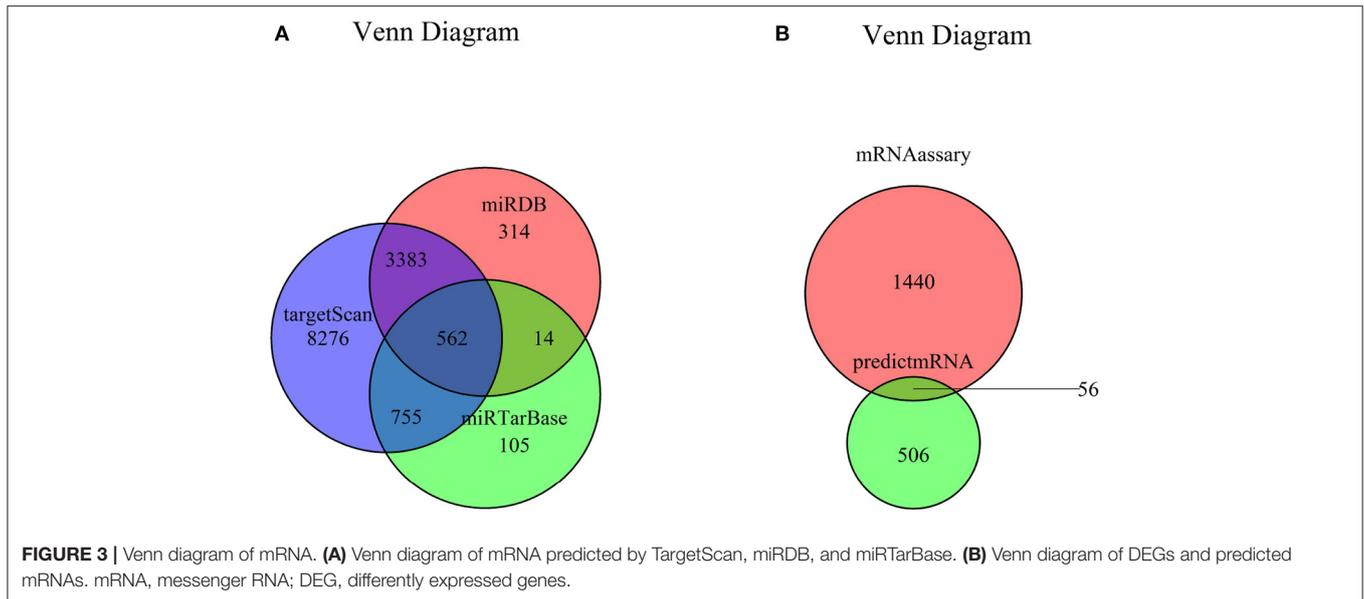 A
Venn Diagram
miRDB
314
3383
targetScan
8276
562
14
755
miRTarBase
105
B
Venn Diagram
mRNAassary
1440
predictmRNA
56
506
FIGURE 3 | Venn diagram of mRNA. (A) Venn diagram of mRNA predicted by TargetScan, miRDB, and miRTarBase. (B) Venn diagram of DEGs and predicted
mRNAs. mRNA, messenger RNA; DEG, differently expressed genes.